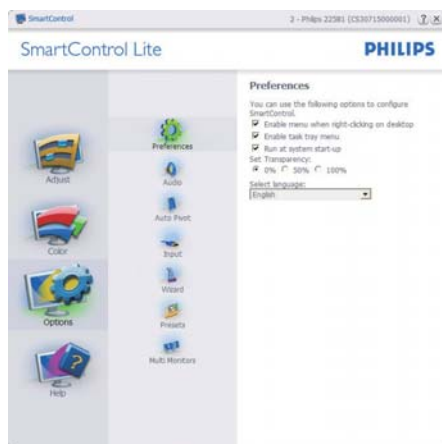 SmartControl
2 - Philips 225B1 (CS30715000001)
SmartControl Lite
PHILIPS
Adjust
Color
Options
Help
Preferences
Audio
Auto Pivot
Input
Wizard
Presets
Multi Monitors
Preferences
You can use the following options to configure
SmartControl.
Enable menu when right-clicking on desktop
Enable task tray menu
Run at system start-up
Set Transparency:
0% 50% 100%
Select language:
English